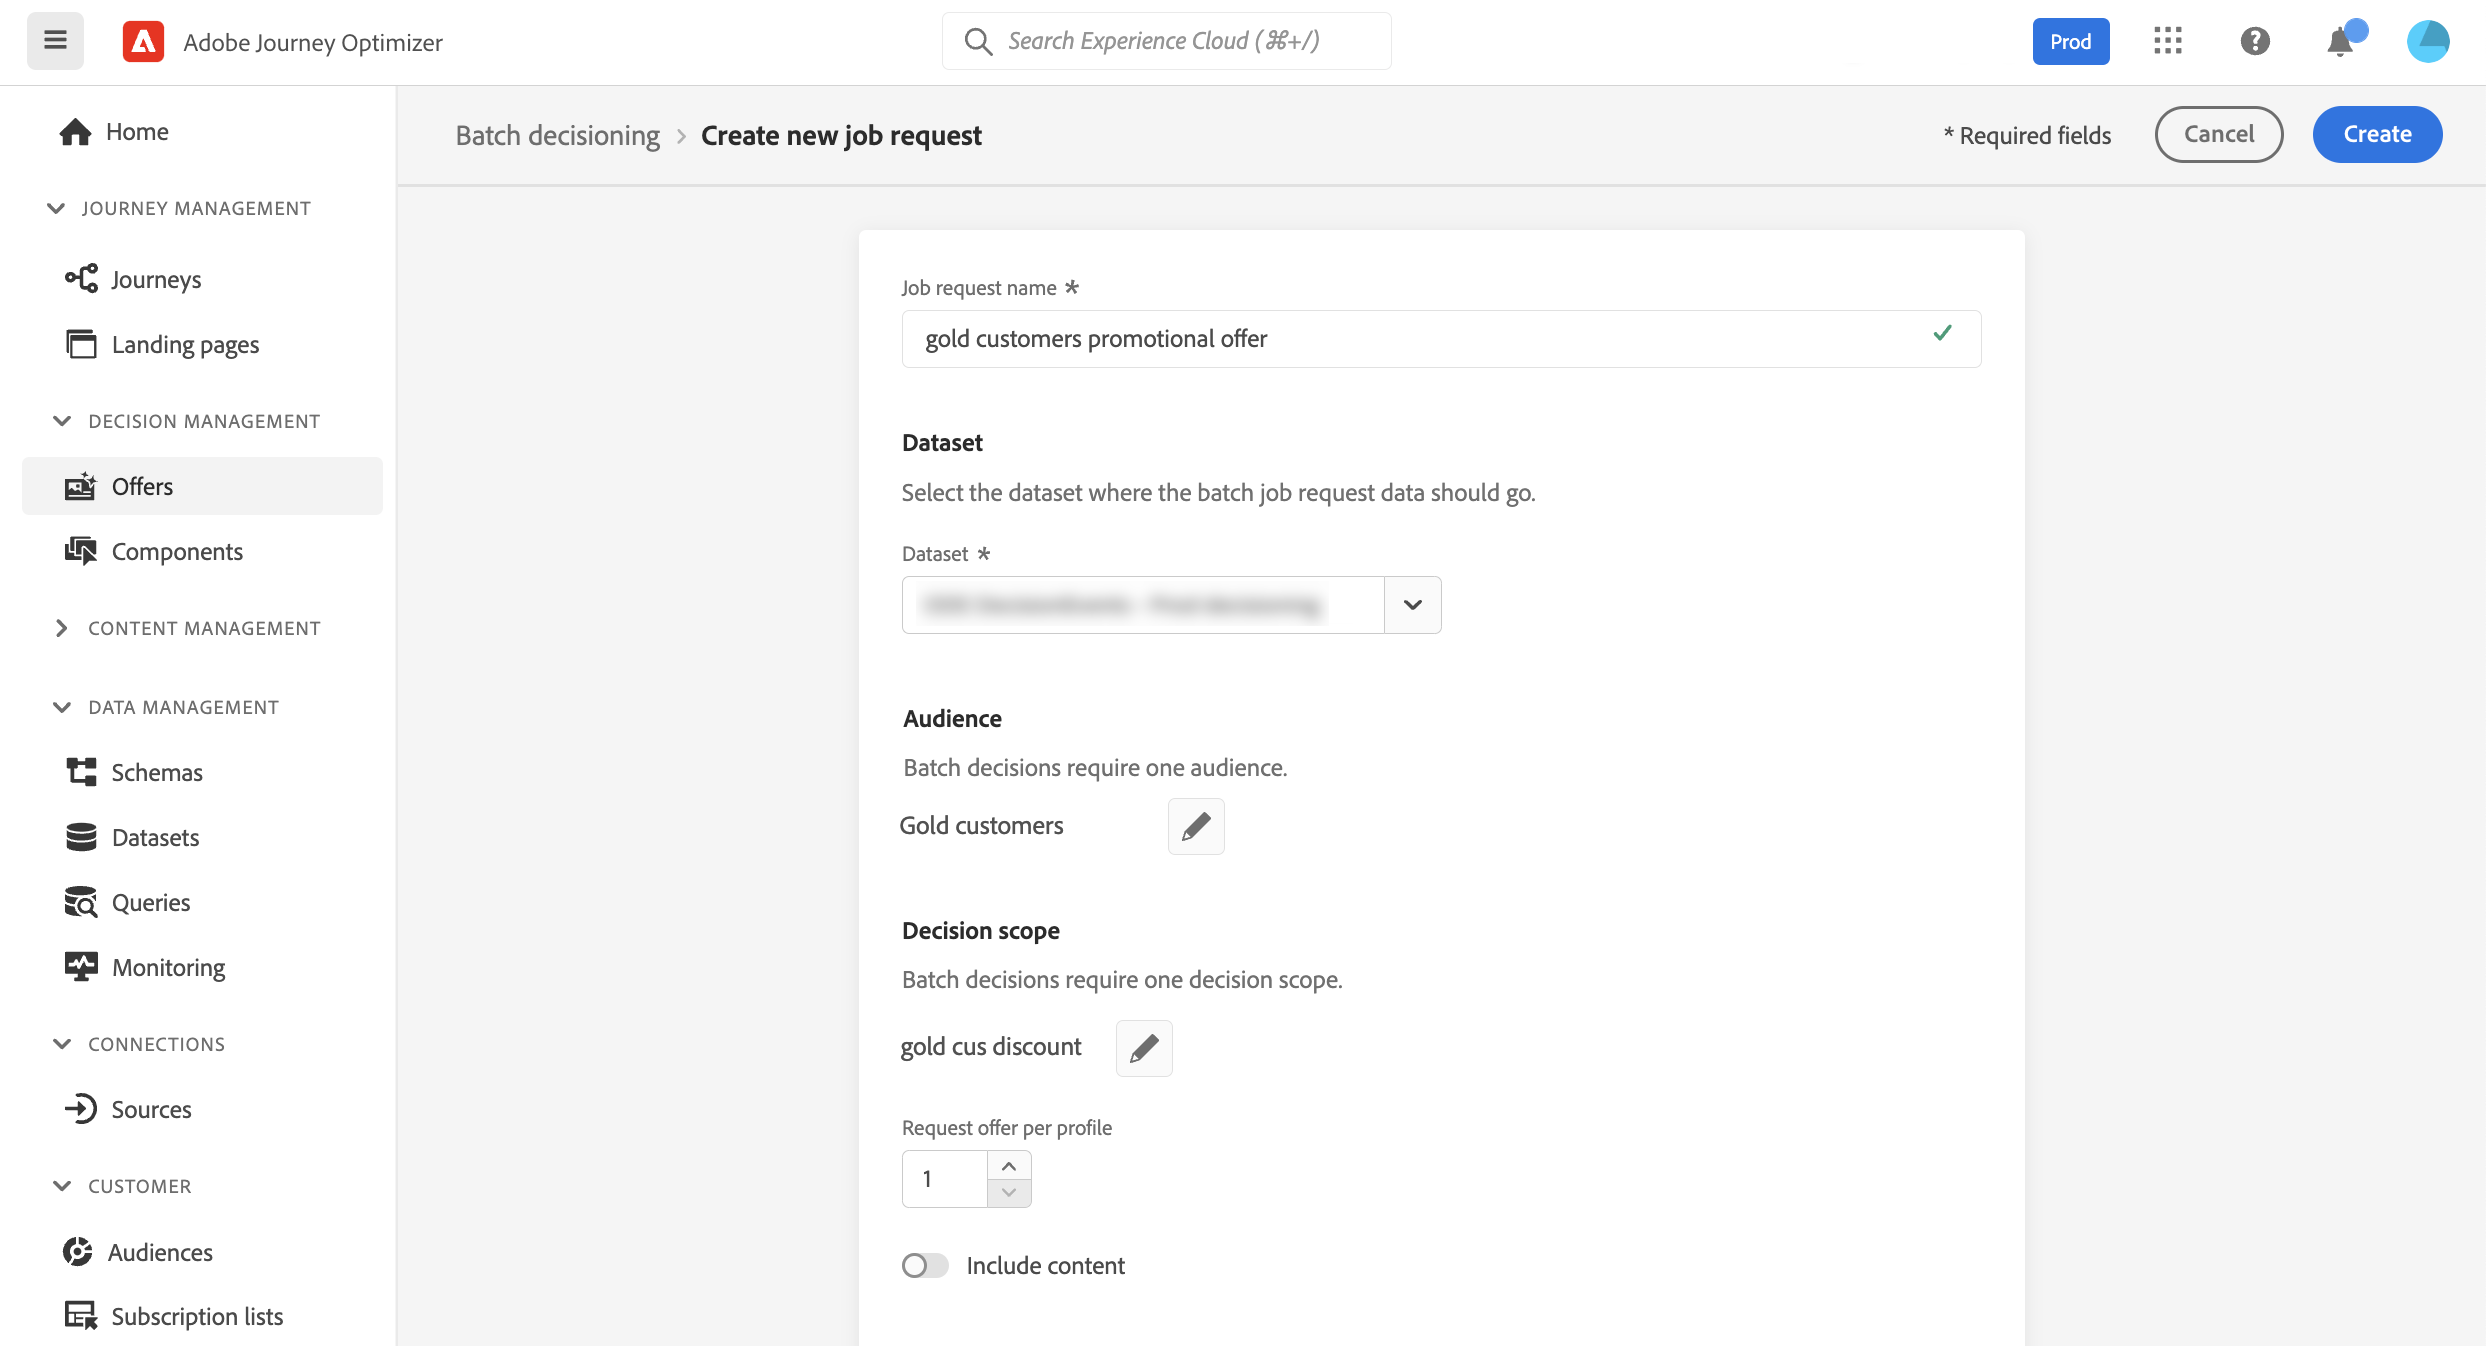 Adobe Journey Optimizer
Search Experience Cloud (⌘+/)
Prod
Home
JOURNEY MANAGEMENT
Journeys
Landing pages
DECISION MANAGEMENT
Offers
Components
CONTENT MANAGEMENT
DATA MANAGEMENT
Schemas
Datasets
Queries
Monitoring
CONNECTIONS
Sources
CUSTOMER
Audiences
Subscription lists
Batch decisioning > Create new job request
* Required fields
Cancel
Create
Job request name *
gold customers promotional offer
Dataset
Select the dataset where the batch job request data should go.
Dataset *
Audience
Batch decisions require one audience.
Gold customers
Decision scope
Batch decisions require one decision scope.
gold cus discount
Request offer per profile
1
Include content